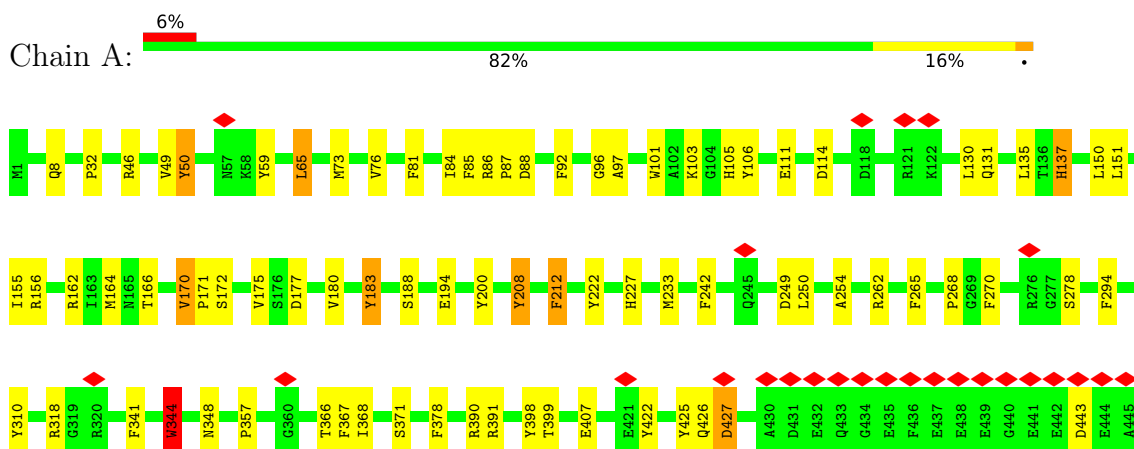 6%
Chain A:
82% 16% •
M1 Q8 P32 R46 V49 Y50 N57 K58 Y59 L65 M73 V76 F81 I84 F85 R86 P87 D88 F92 G96 A97 W101 A102 K103 G104 H105 Y106 E111 D114 D118 R121 K122 L130 Q131 L135 T136 H137 L150 L151
I155 R156 R162 I163 M164 N165 T166 V170 P171 S172 V175 S176 D177 V180 Y183 S188 E194 Y200 Y208 F212 Y222 H227 M233 F242 Q245 D249 L250 A254 R262 F265 P268 G269 F270 R276 G277 S278 F294
Y310 R318 G319 R320 F341 W344 N348 P357 G360 T366 F367 I368 S371 F378 R390 R391 Y398 T399 E407 E421 Y422 Y425 Q426 D427 A430 D431 E432 Q433 G434 E435 F436 E437 E438 E439 G440 E441 E442 D443 E444 A445